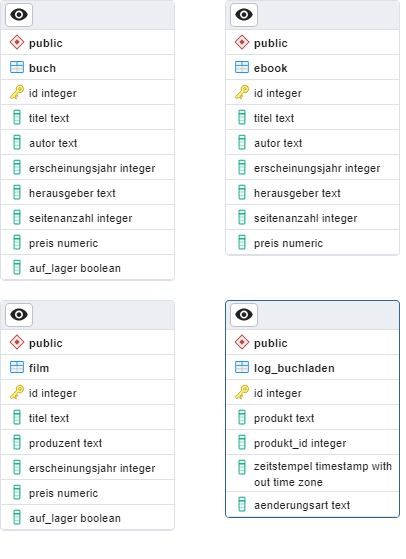 public
buch
id integer
titel text
autor text
erscheinungsjahr integer
herausgeber text
seitenanzahl integer
preis numeric
auf_lager boolean
public
ebook
id integer
titel text
autor text
erscheinungsjahr integer
herausgeber text
seitenanzahl integer
preis numeric
public
film
id integer
titel text
produzent text
erscheinungsjahr integer
preis numeric
auf_lager boolean
public
log_buchladen
id integer
produkt text
produkt_id integer
zeitstempel timestamp with
out time zone
aenderungsart text